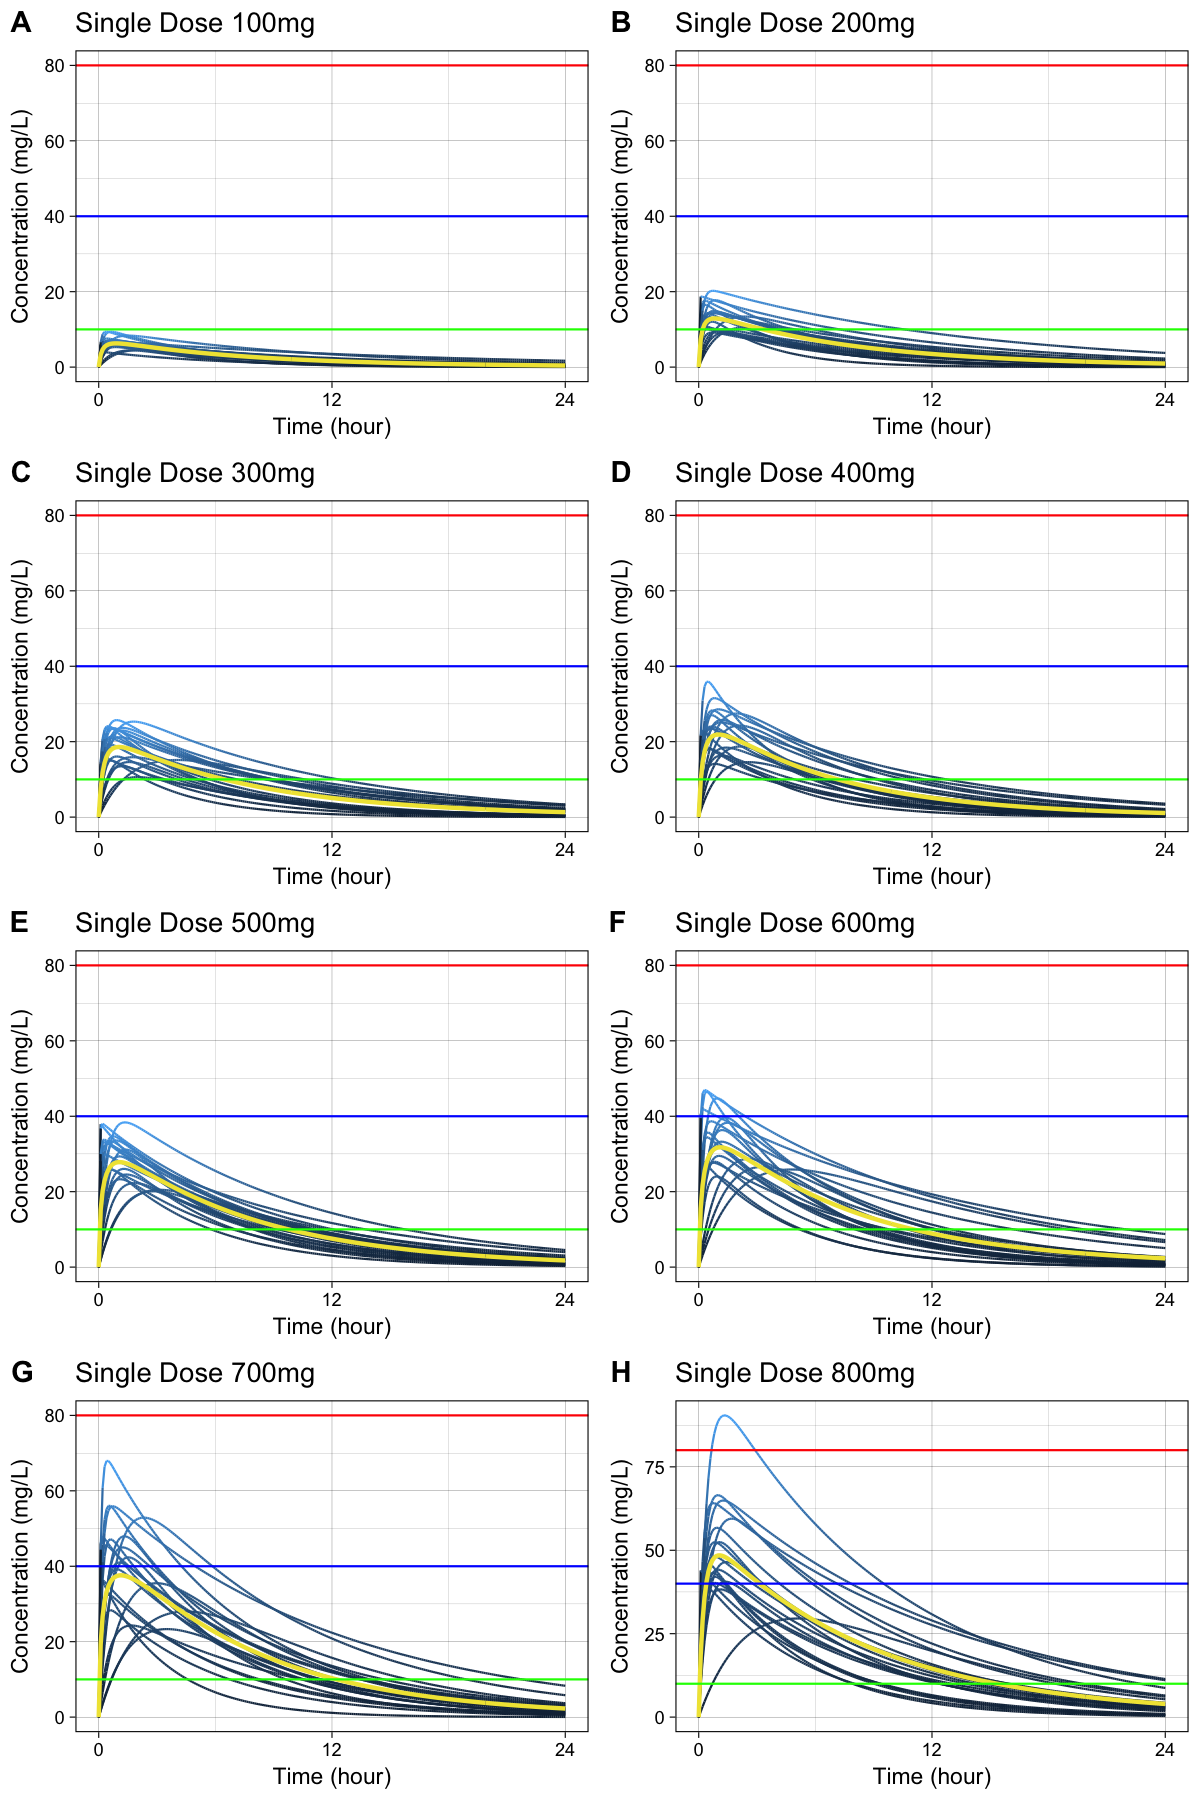 A Single Dose 100mg
Concentration (mg/L)
80
60
40
20
0
0 12 24
Time (hour)
B Single Dose 200mg
Concentration (mg/L)
80
60
40
20
0
0 12 24
Time (hour)
C Single Dose 300mg
Concentration (mg/L)
80
60
40
20
0
0 12 24
Time (hour)
D Single Dose 400mg
Concentration (mg/L)
80
60
40
20
0
0 12 24
Time (hour)
E Single Dose 500mg
Concentration (mg/L)
80
60
40
20
0
0 12 24
Time (hour)
F Single Dose 600mg
Concentration (mg/L)
80
60
40
20
0
0 12 24
Time (hour)
G Single Dose 700mg
Concentration (mg/L)
80
60
40
20
0
0 12 24
Time (hour)
H Single Dose 800mg
Concentration (mg/L)
75
50
25
0
0 12 24
Time (hour)